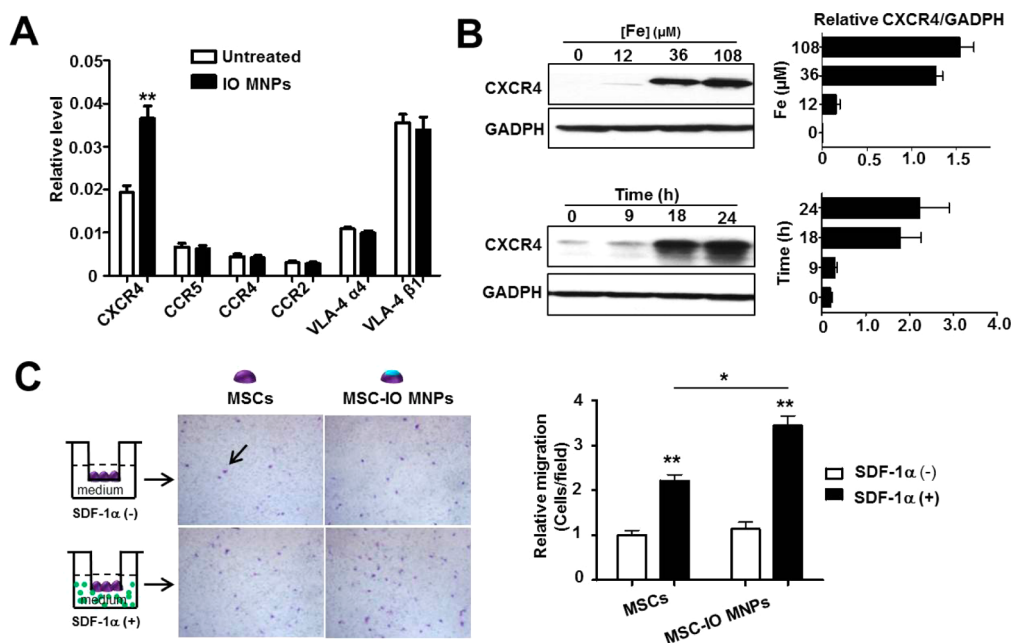 A
Untreated
IO MNPs
**
Relative level
0.05
0.04
0.03
0.02
0.01
0
CXCR4
CCR5
CCR4
CCR2
VLA-4 α4
VLA-4 β1
B
[Fe] (μM)
0 12 36 108
CXCR4
GADPH
Relative CXCR4/GADPH
Fe (μM)
108
36
12
0
0 0.5 1.0 1.5
Time (h)
0 9 18 24
CXCR4
GADPH
Time (h)
24
18
9
0
0 1.0 2.0 3.0 4.0
C
MSCs
MSC-IO MNPs
medium
SDF-1α (-)
medium
SDF-1α (+)
Relative migration
(Cells/field)
4
3
2
1
0
*
**
**
SDF-1α (-)
SDF-1α (+)
MSCs
MSC-IO MNPs